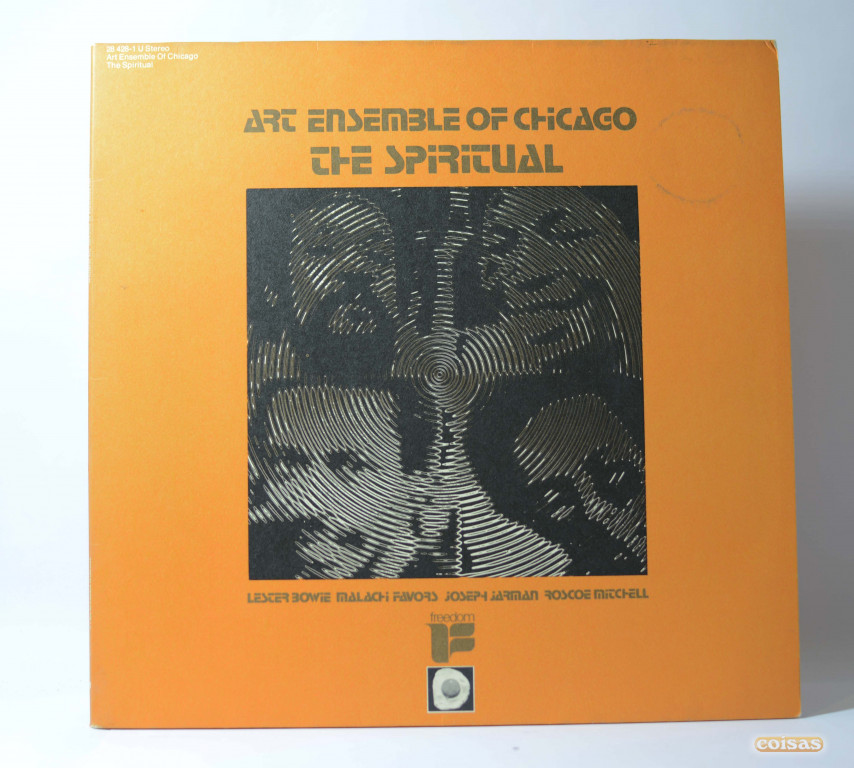 28 426-1 U Stereo
Art Ensemble Of Chicago
The Spiritual
ART ENSEMBLE OF CHiCAGO
THE SPiRiTUAL
LESTER BOWiE MALACHi FAVORS JOSEPH JARMAN ROSCOE MiTCHELL
freedom
F
coisas